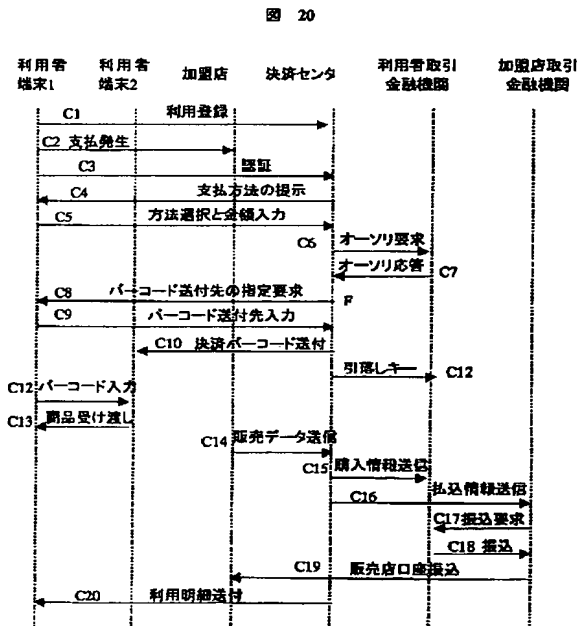 図 20
利用者
端末1
利用者
端末2
加盟店
決済センタ
利用者取引
金融機関
加盟店取引
金融機関
C1 利用登録
C2 支払発生
C3 認証
C4 支払方法の提示
C5 方法選択と金額入力
C6 オーソリ要求
オーソリ応答 C7
C8 バーコード送付先の指定要求 F
C9 バーコード送付先入力
C10 決済バーコード送付
引落しキー C12
C12 バーコード入力
C13 商品受け渡し
C14 販売データ送信
C15 購入情報送信
C16 払込情報送信
C17 振込要求
C18 振込
C19 販売店口座振込
C20 利用明細送付